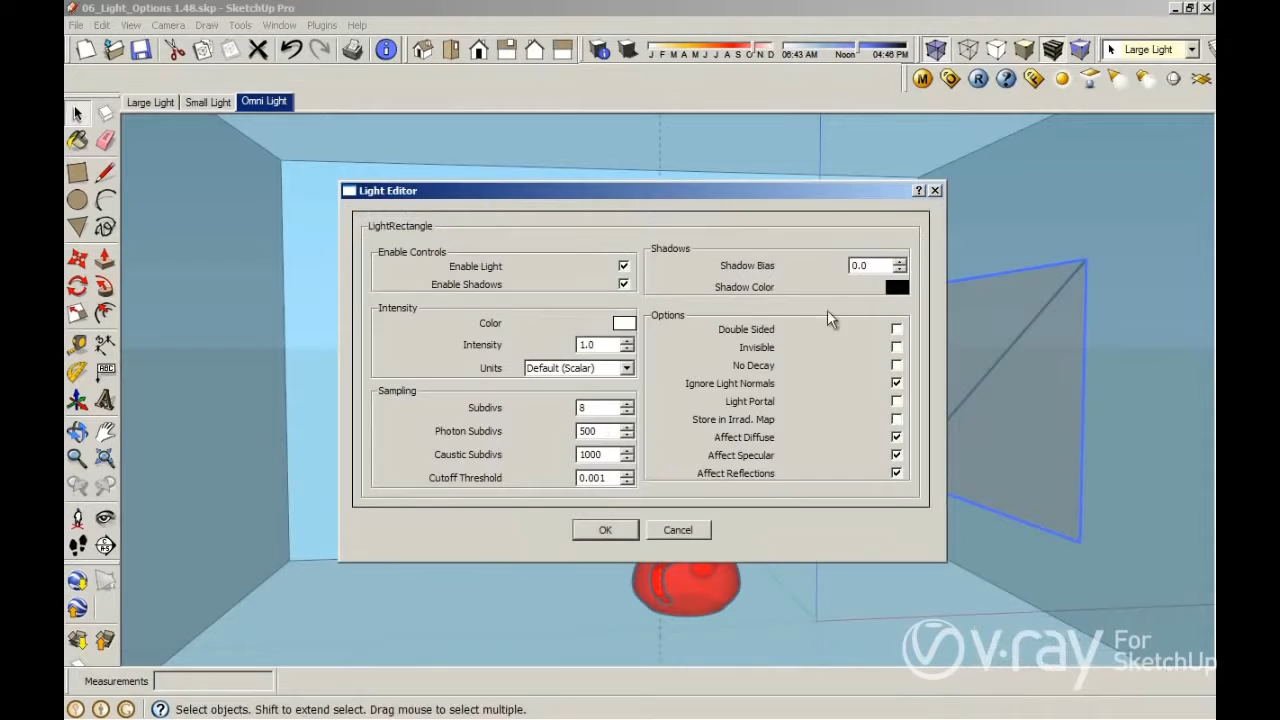 06_Light_Options 1.48.skp - SketchUp Pro
File Edit View Camera Draw Tools Window Plugins Help
J F M A M J J A S O N D 06:43 AM Noon 04:46 PM Large Light
M R ?
Large Light Small Light Omni Light
Light Editor
LightRectangle
Enable Controls
Enable Light
Enable Shadows
Intensity
Color
Intensity 1.0
Units Default (Scalar)
Sampling
Subdivs 8
Photon Subdivs 500
Caustic Subdivs 1000
Cutoff Threshold 0.001
Shadows
Shadow Bias 0.0
Shadow Color
Options
Double Sided
Invisible
No Decay
Ignore Light Normals
Light Portal
Store in Irrad. Map
Affect Diffuse
Affect Specular
Affect Reflections
OK Cancel
ABC
v·ray For SketchUp
Measurements
Select objects. Shift to extend select. Drag mouse to select multiple.